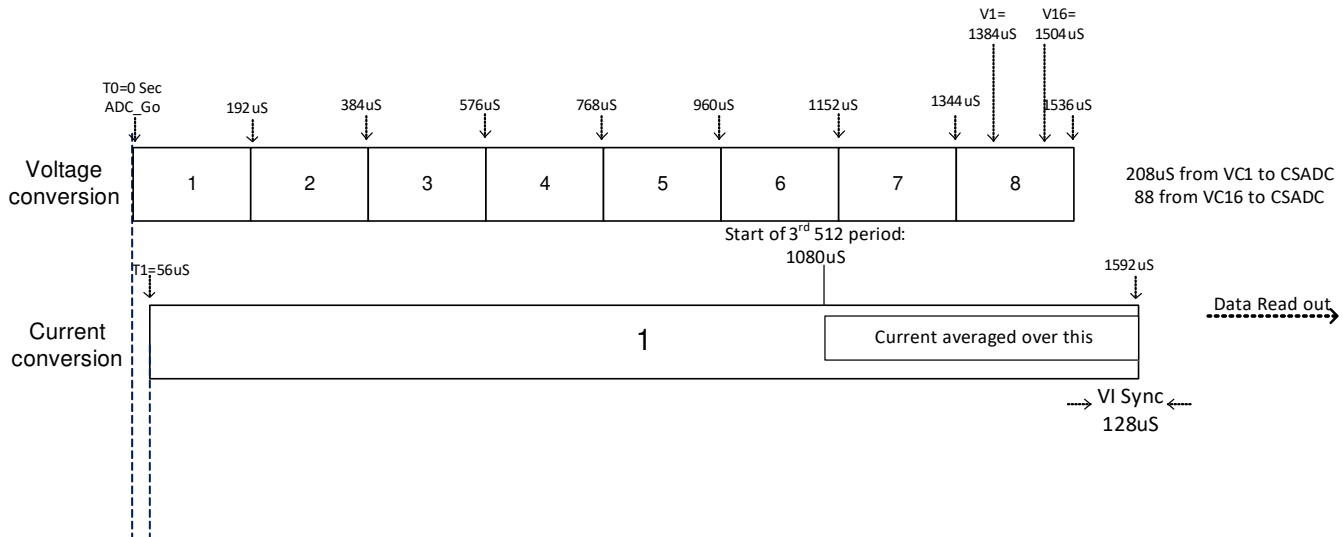 V1=
1384uS
V16=
1504uS
T0=0 Sec
ADC_Go
192uS
384uS
576uS
768uS
960uS
1152uS
1344uS
1536uS
Voltage
conversion
1
2
3
4
5
6
7
8
208uS from VC1 to CSADC
88 from VC16 to CSADC
Start of 3rd 512 period:
1080uS
T1=56uS
1592uS
Current
conversion
1
Current averaged over this
Data Read out
VI Sync
128uS